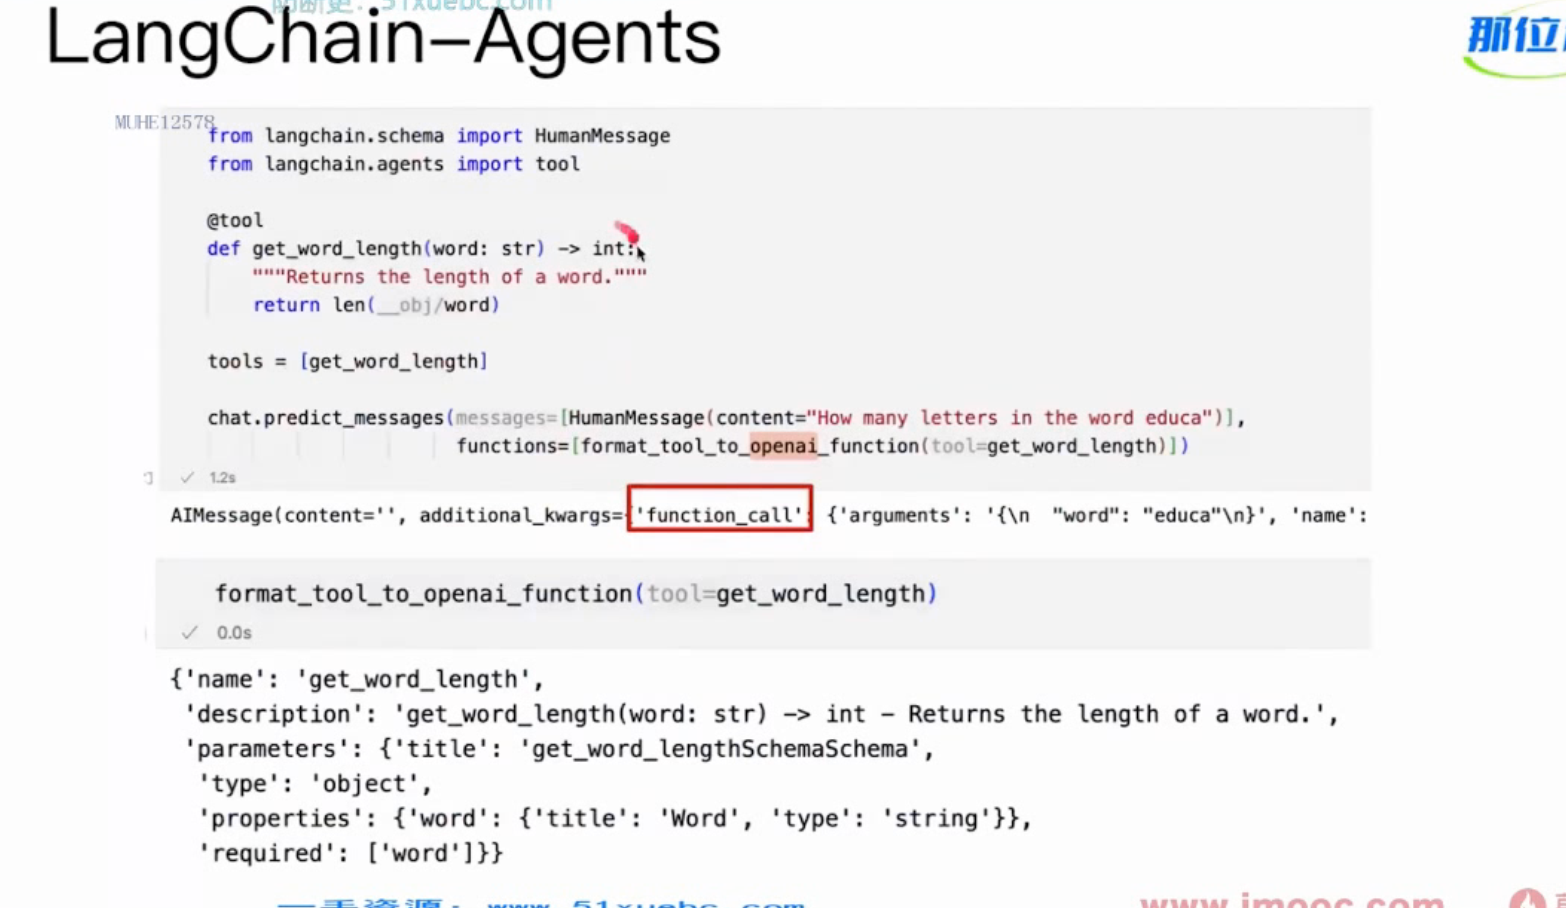 51xuebc.com
LangChain–Agents
那位
MUHE12578
from langchain.schema import HumanMessage
from langchain.agents import tool
@tool
def get_word_length(word: str) -> int:
"""Returns the length of a word."""
return len(__obj/word)
tools = [get_word_length]
chat.predict_messages(messages=[HumanMessage(content="How many letters in the word educa")],
functions=[format_tool_to_openai_function(tool=get_word_length)])
✓ 1.2s
AIMessage(content='', additional_kwargs={'function_call': {'arguments': '{\n  "word": "educa"\n}', 'name':
format_tool_to_openai_function(tool=get_word_length)
✓ 0.0s
{'name': 'get_word_length',
'description': 'get_word_length(word: str) -> int - Returns the length of a word.',
'parameters': {'title': 'get_word_lengthSchemaSchema',
'type': 'object',
'properties': {'word': {'title': 'Word', 'type': 'string'}},
'required': ['word']}}
一手资源: www.51xuebc.com
www.imooc.com